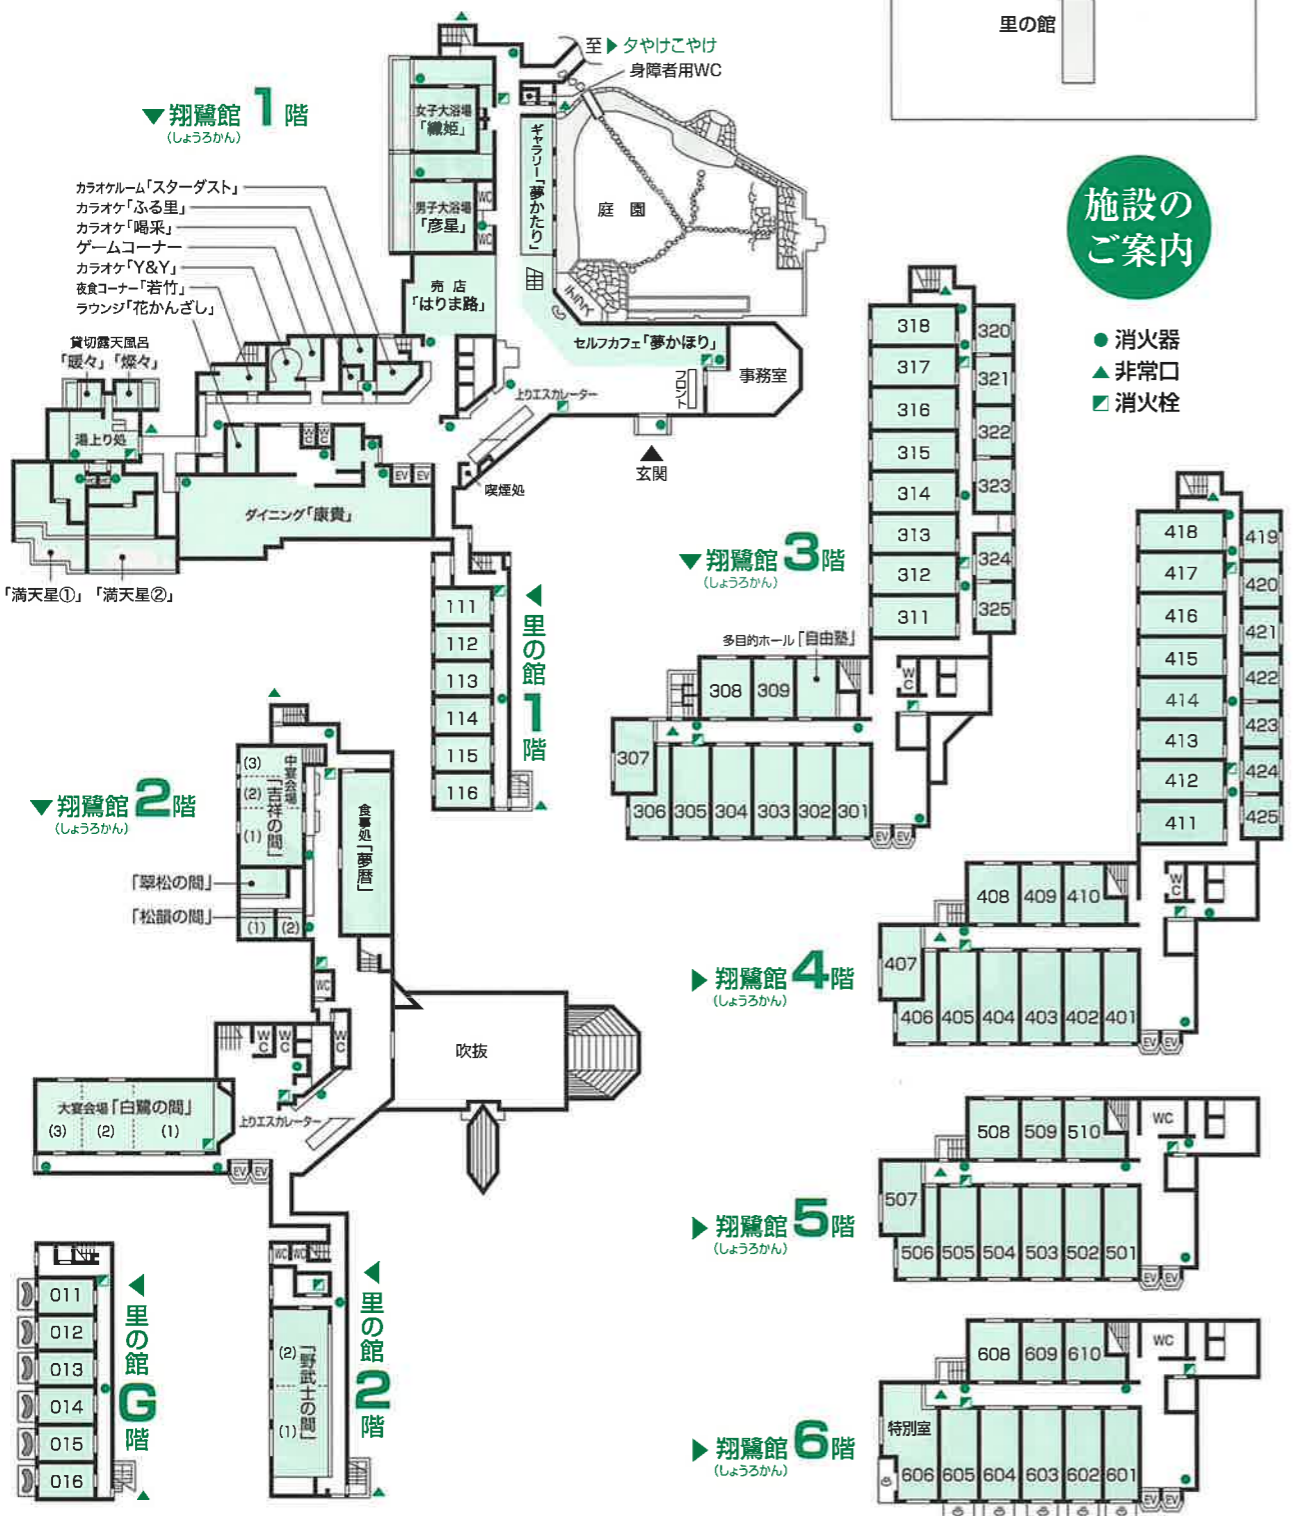 里の館
施設の
ご案内
消火器
非常口
消火栓
▼翔鷺館1階
(しょうろかん)
至▶夕やけこやけ
身障者用WC
女子大浴場
「織姫」
男子大浴場
「彦星」
WC
WC
ギャラリー「夢かたり」
庭 園
売 店
「はりま路」
セルフカフェ「夢かほり」
フロント
事務室
玄関
上りエスカレーター
喫煙処
カラオケルーム「スターダスト」
カラオケ「ふる里」
カラオケ「喝采」
ゲームコーナー
カラオケ「Y&Y」
夜食コーナー「若竹」
ラウンジ「花かんざし」
貸切露天風呂
「暖々」「燦々」
湯上り処
WC
WC
EV
EV
ダイニング「康貴」
「満天星①」
「満天星②」
◀里の館1階
111
112
113
114
115
116
▼翔鷺館2階
(しょうろかん)
中宴会場
「吉祥の間」
(3)
(2)
(1)
食事処「夢暦」
「翠松の間」
「松韻の間」
(1)
(2)
WC
WC
WC
WC
吹抜
上りエスカレーター
大宴会場「白鷺の間」
(3)
(2)
(1)
EV
EV
◀里の館2階
WC
WC
「野武士の間」
(2)
(1)
◀里の館G階
011
012
013
014
015
016
▼翔鷺館3階
(しょうろかん)
318
317
316
315
314
313
312
311
320
321
322
323
324
325
多目的ホール「自由塾」
308
309
WC
307
306
305
304
303
302
301
EV
EV
▶翔鷺館4階
(しょうろかん)
418
417
416
415
414
413
412
411
419
420
421
422
423
424
425
408
409
410
WC
407
406
405
404
403
402
401
EV
EV
▶翔鷺館5階
(しょうろかん)
508
509
510
WC
507
506
505
504
503
502
501
EV
EV
▶翔鷺館6階
(しょうろかん)
608
609
610
WC
特別室
606
605
604
603
602
601
EV
EV